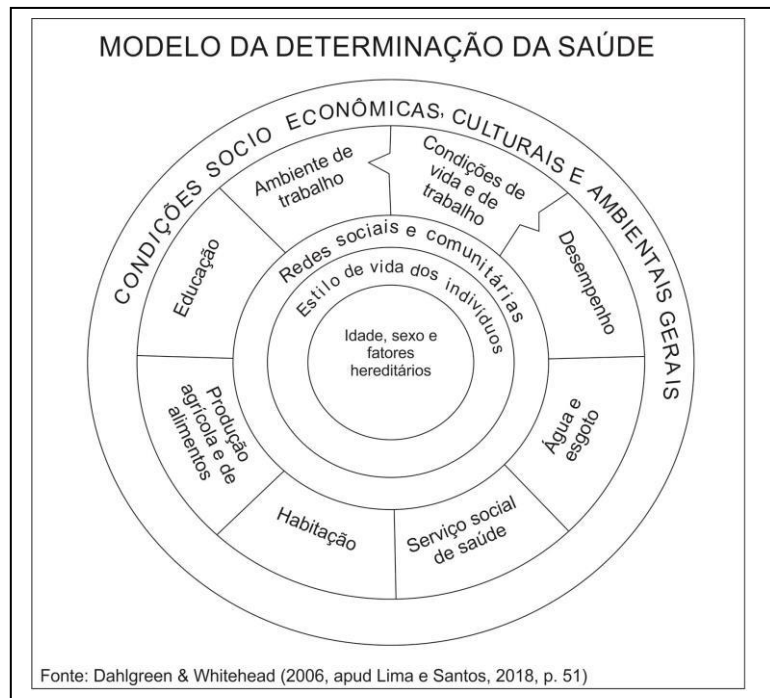 MODELO DA DETERMINAÇÃO DA SAÚDE
CONDIÇÕES SOCIO ECONÔMICAS, CULTURAIS E AMBIENTAIS GERAIS
Ambiente de
trabalho
Condições de
vida e de
trabalho
Desempenho
Água e
esgoto
Serviço social
de saúde
Habitação
Produção
agrícola e de
alimentos
Educação
Redes sociais e comunitárias
Estilo de vida dos indivíduos
Idade, sexo e
fatores
hereditários
Fonte: Dahlgreen & Whitehead (2006, apud Lima e Santos, 2018, p. 51)